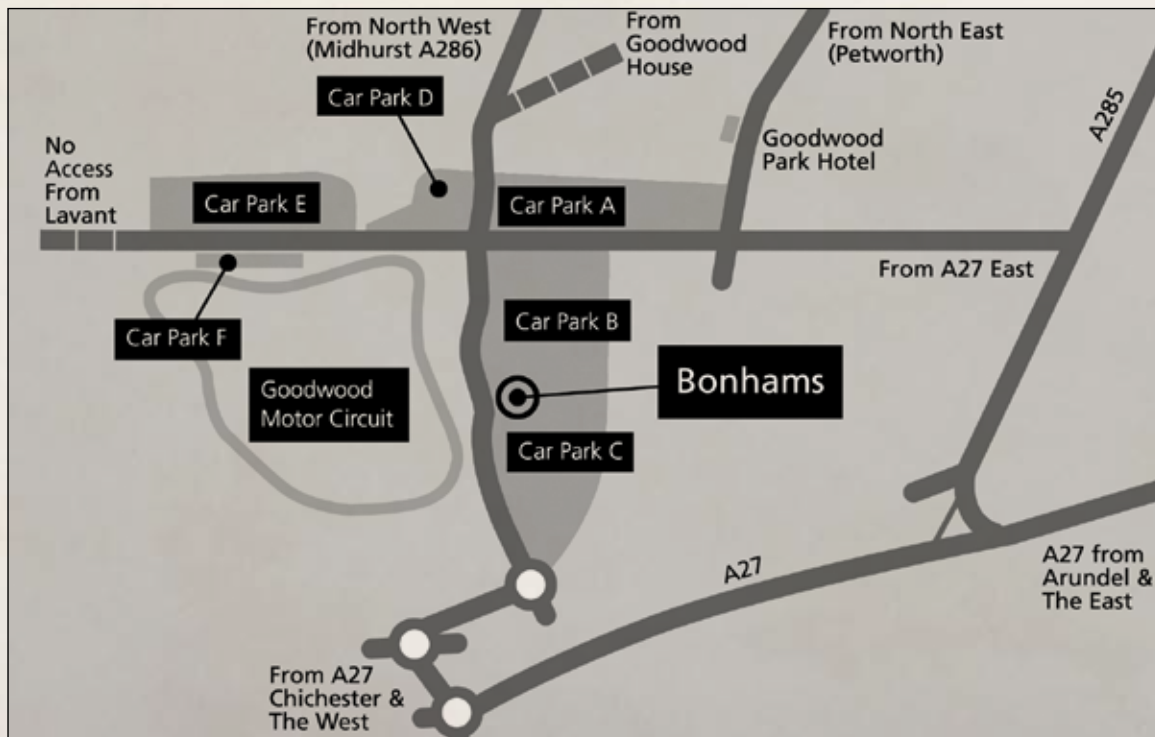 From North West
(Midhurst A286)
From
Goodwood
House
From North East
(Petworth)
Car Park D
A285
No
Access
From
Lavant
Goodwood
Park Hotel
Car Park E
Car Park A
From A27 East
Car Park F
Car Park B
Goodwood
Motor Circuit
Bonhams
Car Park C
A27
A27 from
Arundel &
The East
From A27
Chichester &
The West